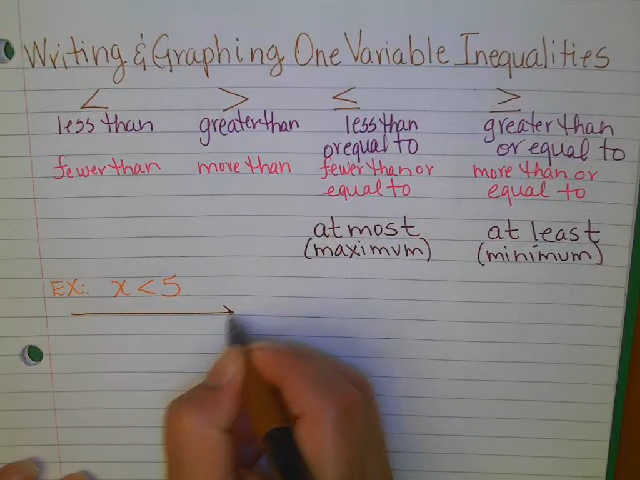 Writing & Graphing One Variable Inequalities
< > ≤ ≥
less than greater than less than greater than
or equal to or equal to
fewer than more than fewer than or more than or
equal to equal to
at most at least
(maximum) (minimum)
EX: x < 5